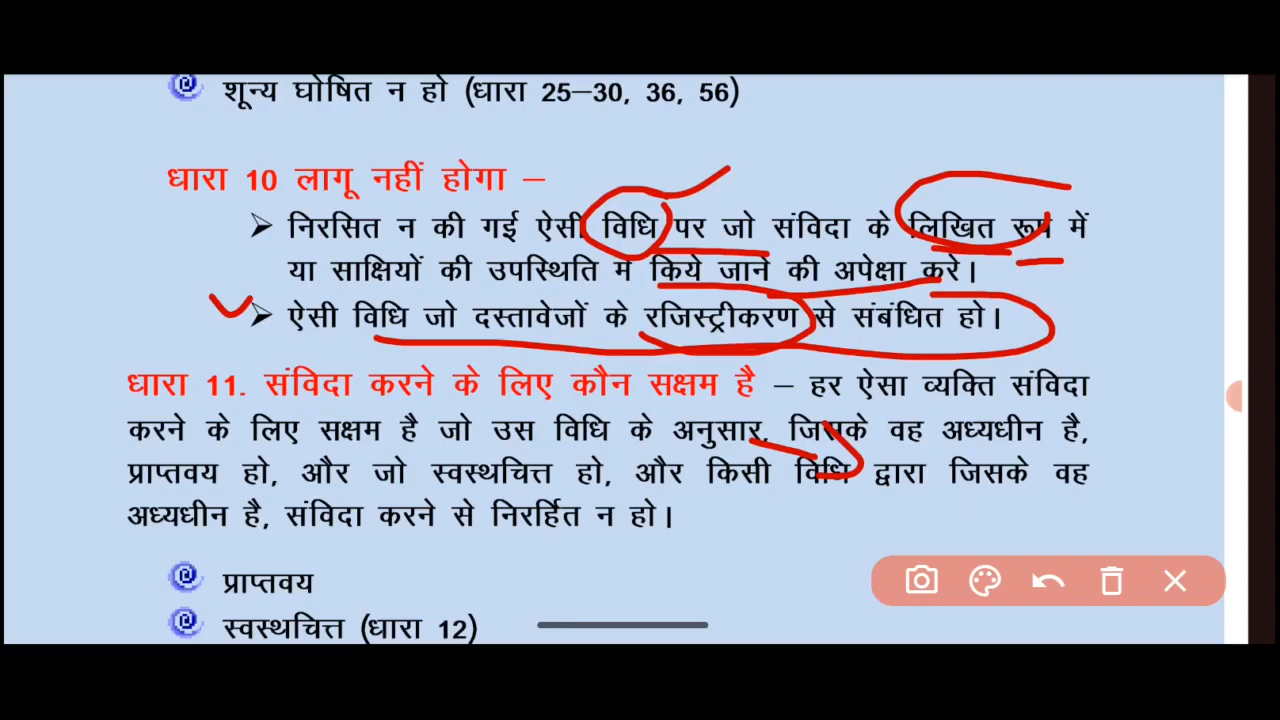 शून्य घोषित न हो (धारा 25–30, 36, 56)
धारा 10 लागू नहीं होगा –
निरसित न की गई ऐसी विधि पर जो संविदा के लिखित रूप में
या साक्षियों की उपस्थिति में किये जाने की अपेक्षा करे।
ऐसी विधि जो दस्तावेजों के रजिस्ट्रीकरण से संबंधित हो।
धारा 11. संविदा करने के लिए कौन सक्षम है – हर ऐसा व्यक्ति संविदा
करने के लिए सक्षम है जो उस विधि के अनुसार, जिसके वह अध्यधीन है,
प्राप्तवय हो, और जो स्वस्थचित्त हो, और किसी विधि द्वारा जिसके वह
अध्यधीन है, संविदा करने से निरर्हित न हो।
प्राप्तवय
स्वस्थचित्त (धारा 12)